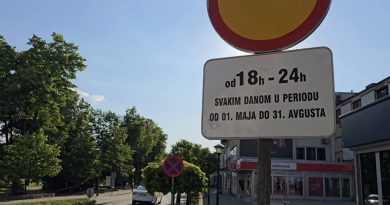 od 18h - 24h
SVAKIM DANOM U PERIODU
OD 01. MAJA DO 31. AVGUSTA